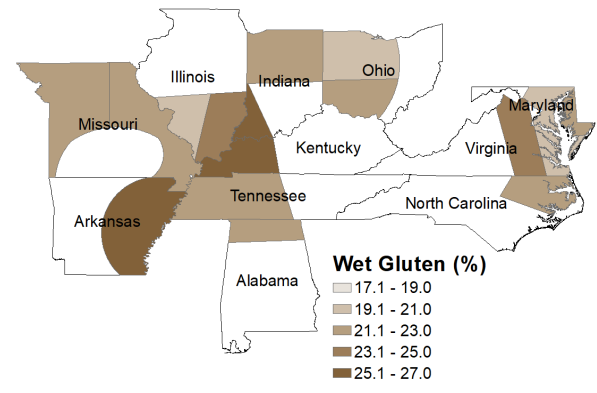 Illinois
Indiana
Ohio
Missouri
Maryland
Kentucky
Virginia
Tennessee
North Carolina
Arkansas
Alabama
Wet Gluten (%)
17.1 - 19.0
19.1 - 21.0
21.1 - 23.0
23.1 - 25.0
25.1 - 27.0